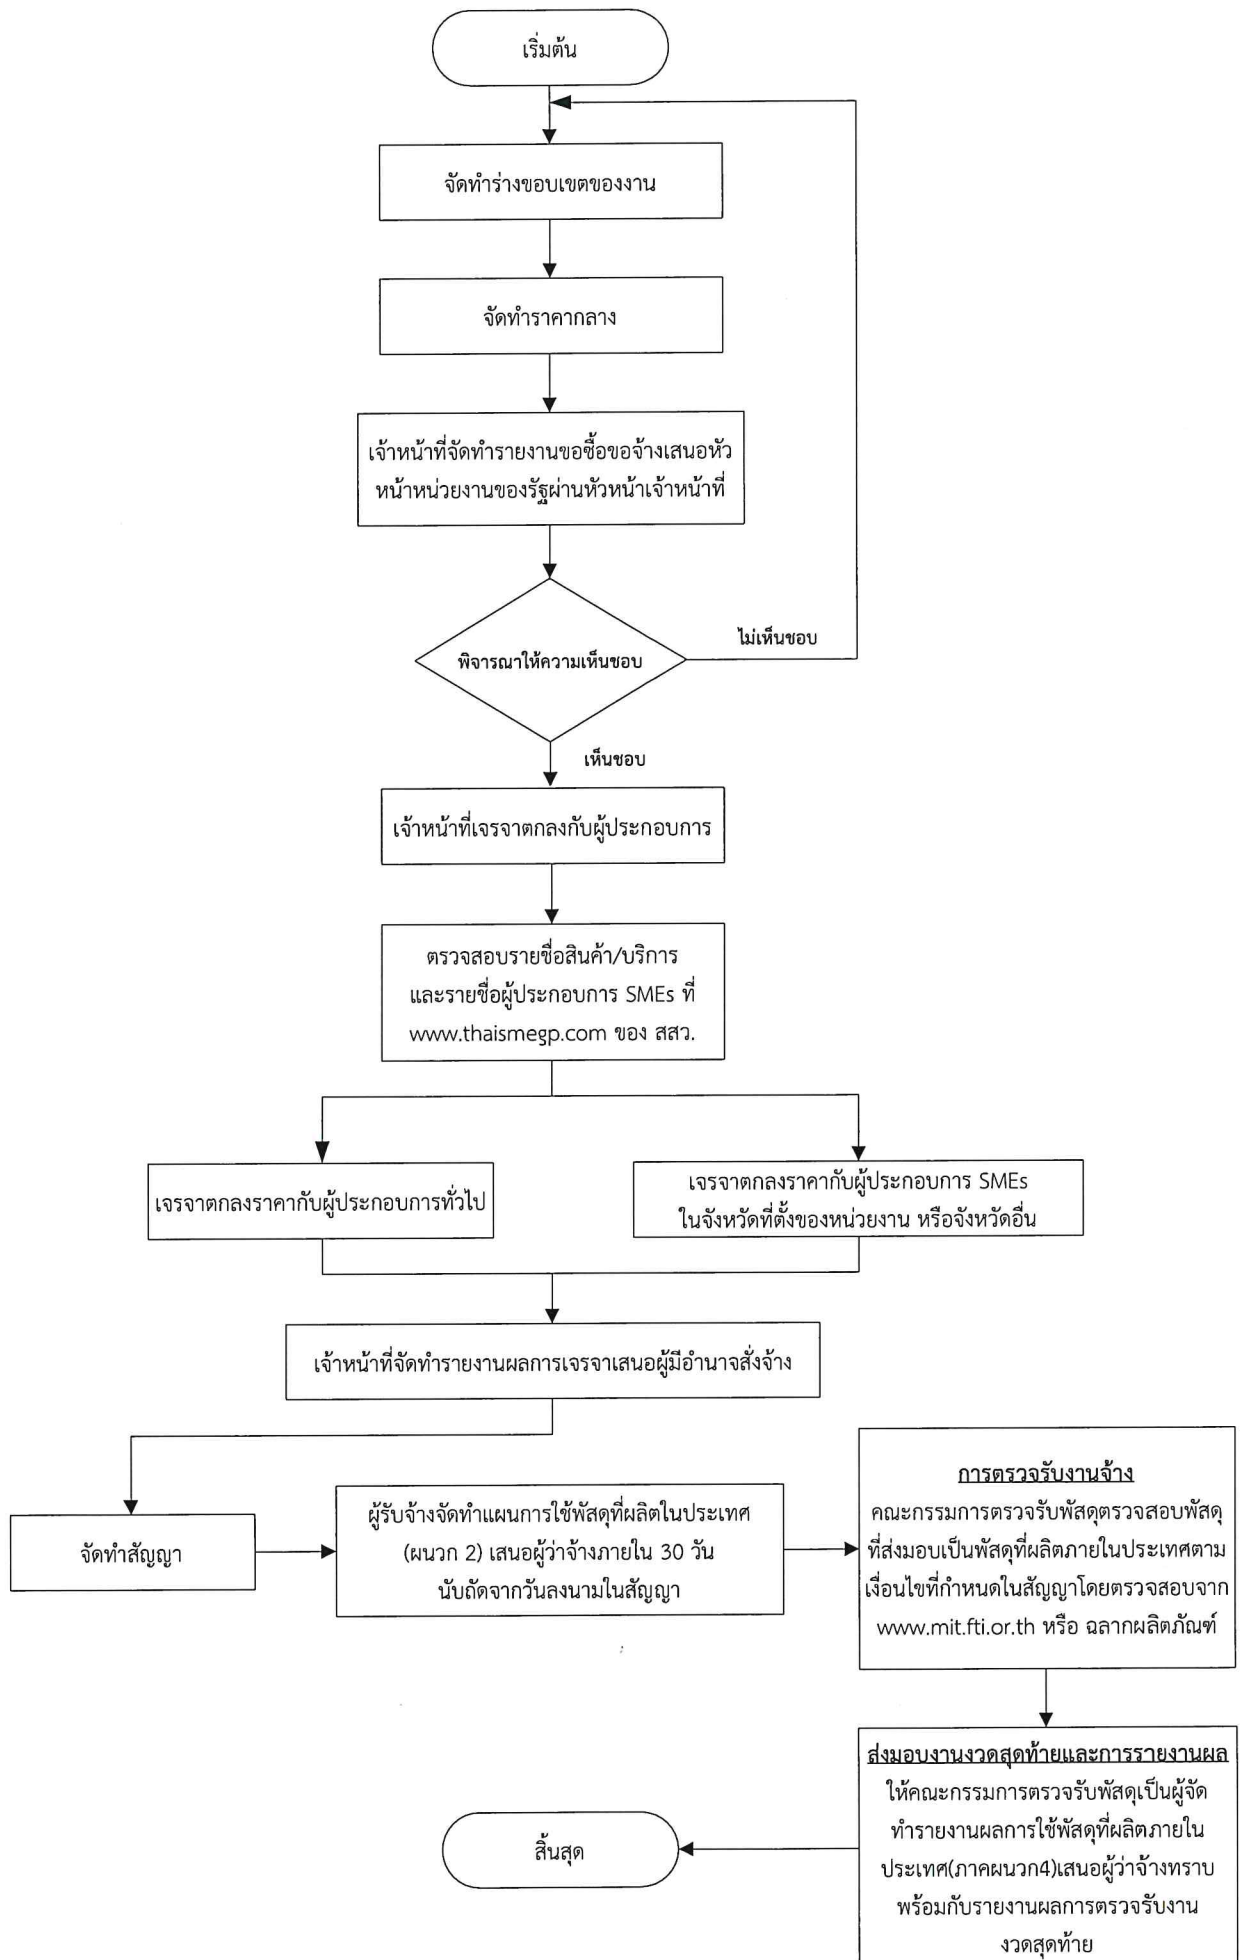 เริ่มต้น
จัดทำร่างขอบเขตของงาน
จัดทำราคากลาง
เจ้าหน้าที่จัดทำรายงานขอซื้อขอจ้างเสนอหัว
หน้าหน่วยงานของรัฐผ่านหัวหน้าเจ้าหน้าที่
ไม่เห็นชอบ
พิจารณาให้ความเห็นชอบ
เห็นชอบ
เจ้าหน้าที่เจรจาตกลงกับผู้ประกอบการ
ตรวจสอบรายชื่อสินค้า/บริการ
และรายชื่อผู้ประกอบการ SMEs ที่
www.thaismegp.com ของ สสว.
เจรจาตกลงราคากับผู้ประกอบการทั่วไป
เจรจาตกลงราคากับผู้ประกอบการ SMEs
ในจังหวัดที่ตั้งของหน่วยงาน หรือจังหวัดอื่น
เจ้าหน้าที่จัดทำรายงานผลการเจรจาเสนอผู้มีอำนาจสั่งจ้าง
จัดทำสัญญา
ผู้รับจ้างจัดทำแผนการใช้พัสดุที่ผลิตในประเทศ
(ผนวก 2) เสนอผู้ว่าจ้างภายใน 30 วัน
นับถัดจากวันลงนามในสัญญา
การตรวจรับงานจ้าง
คณะกรรมการตรวจรับพัสดุตรวจสอบพัสดุ
ที่ส่งมอบเป็นพัสดุที่ผลิตภายในประเทศตาม
เงื่อนไขที่กำหนดในสัญญาโดยตรวจสอบจาก
www.mit.fti.or.th หรือ ฉลากผลิตภัณฑ์
ส่งมอบงานงวดสุดท้ายและการรายงานผล
ให้คณะกรรมการตรวจรับพัสดุเป็นผู้จัด
ทำรายงานผลการใช้พัสดุที่ผลิตภายใน
ประเทศ(ภาคผนวก4)เสนอผู้ว่าจ้างทราบ
พร้อมกับรายงานผลการตรวจรับงาน
งวดสุดท้าย
สิ้นสุด